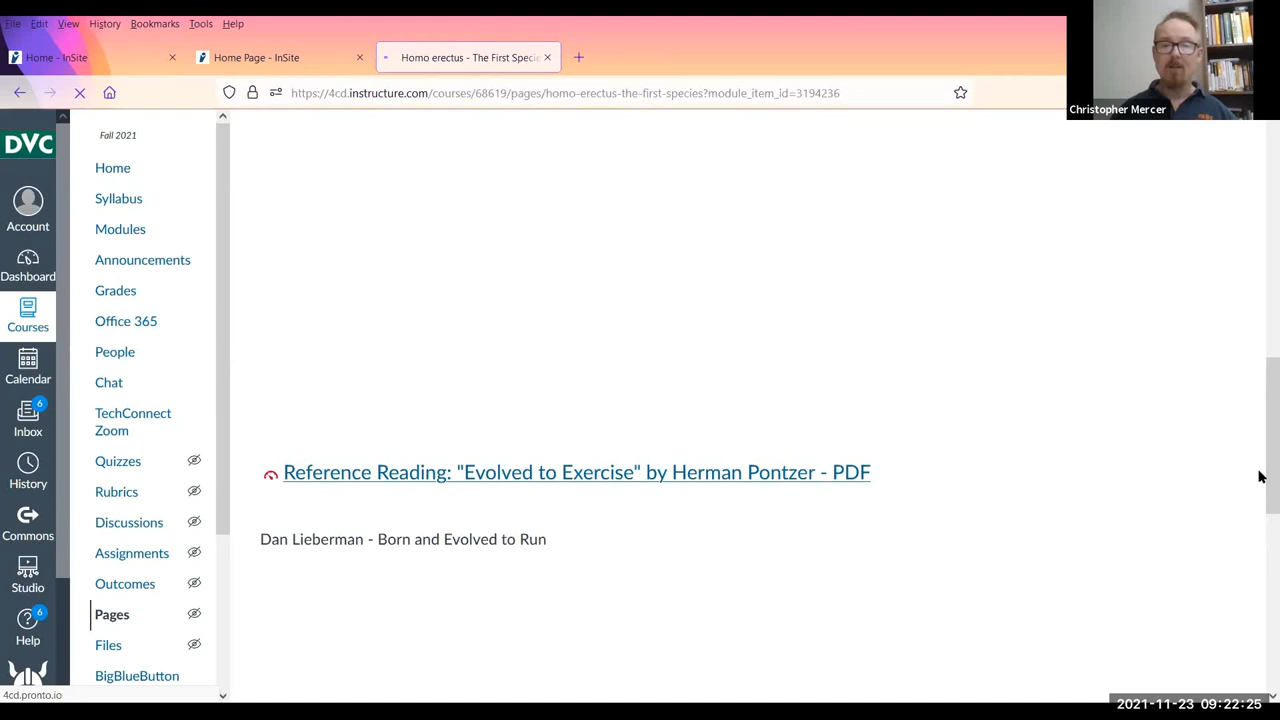 File Edit View History Bookmarks Tools Help
Home - InSite
Home Page - InSite
Homo erectus - The First Speci
https://4cd.instructure.com/courses/68619/pages/homo-erectus-the-first-species?module_item_id=3194236
Christopher Mercer
DVC
Account
Dashboard
Courses
Calendar
6
Inbox
History
Commons
Studio
6
Help
Fall 2021
Home
Syllabus
Modules
Announcements
Grades
Office 365
People
Chat
TechConnect
Zoom
Quizzes
Rubrics
Discussions
Assignments
Outcomes
Pages
Files
BigBlueButton
Reference Reading: "Evolved to Exercise" by Herman Pontzer - PDF
Dan Lieberman - Born and Evolved to Run
4cd.pronto.io
2021-11-23 09:22:25